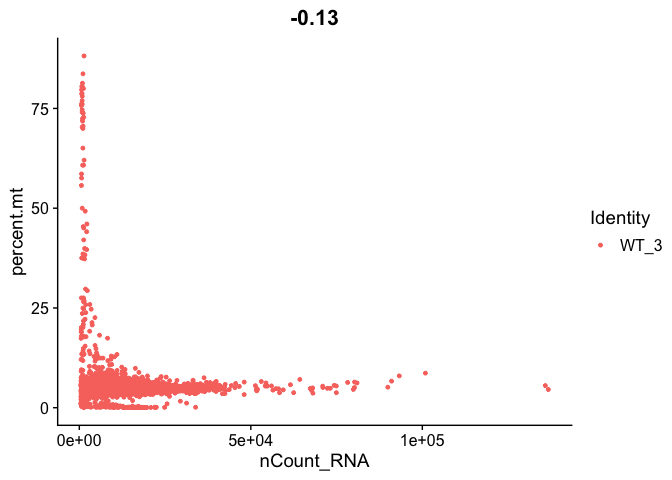 -0.13
percent.mt
75
50
25
0
0e+00
5e+04
1e+05
nCount_RNA
Identity
WT_3